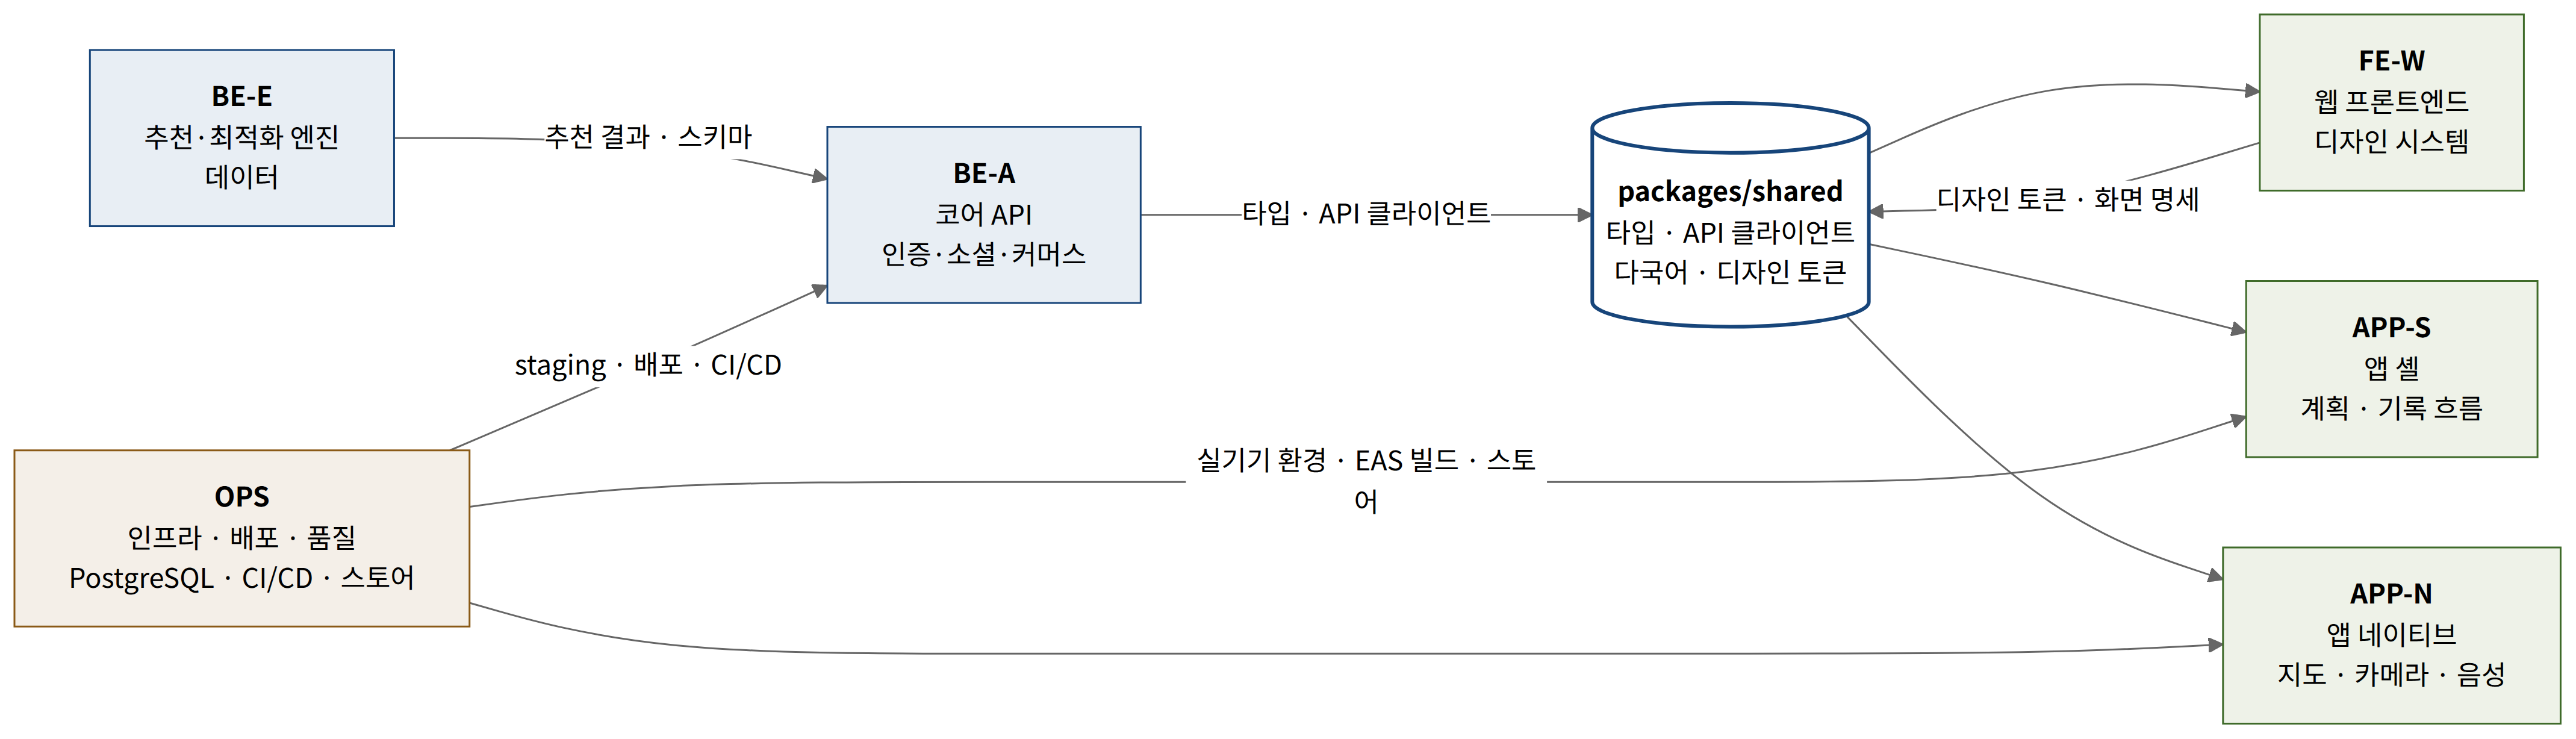 BE-E
추천·최적화 엔진
데이터
추천 결과 · 스키마
BE-A
코어 API
인증·소셜·커머스
타입 · API 클라이언트
packages/shared
타입 · API 클라이언트
다국어 · 디자인 토큰
FE-W
웹 프론트엔드
디자인 시스템
디자인 토큰 · 화면 명세
APP-S
앱 셸
계획 · 기록 흐름
staging · 배포 · CI/CD
OPS
인프라 · 배포 · 품질
PostgreSQL · CI/CD · 스토어
실기기 환경 · EAS 빌드 · 스토
어
APP-N
앱 네이티브
지도 · 카메라 · 음성